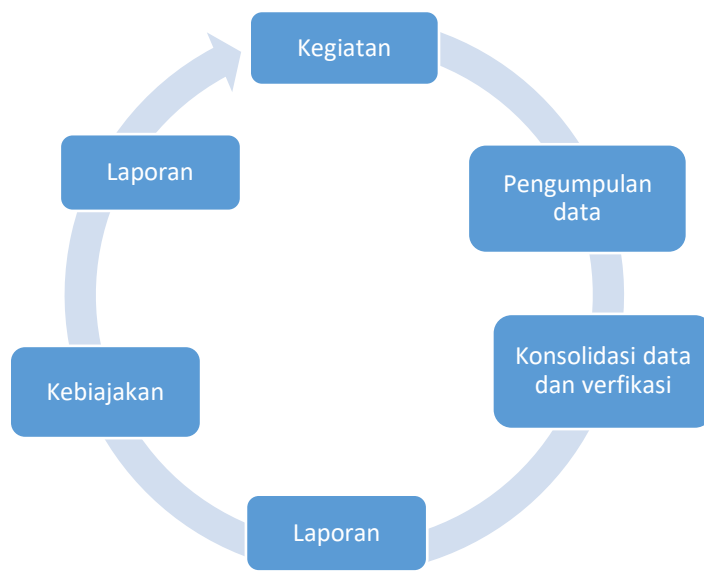 Kegiatan
Pengumpulan
data
Konsolidasi data
dan verfikasi
Laporan
Kebiajakan
Laporan